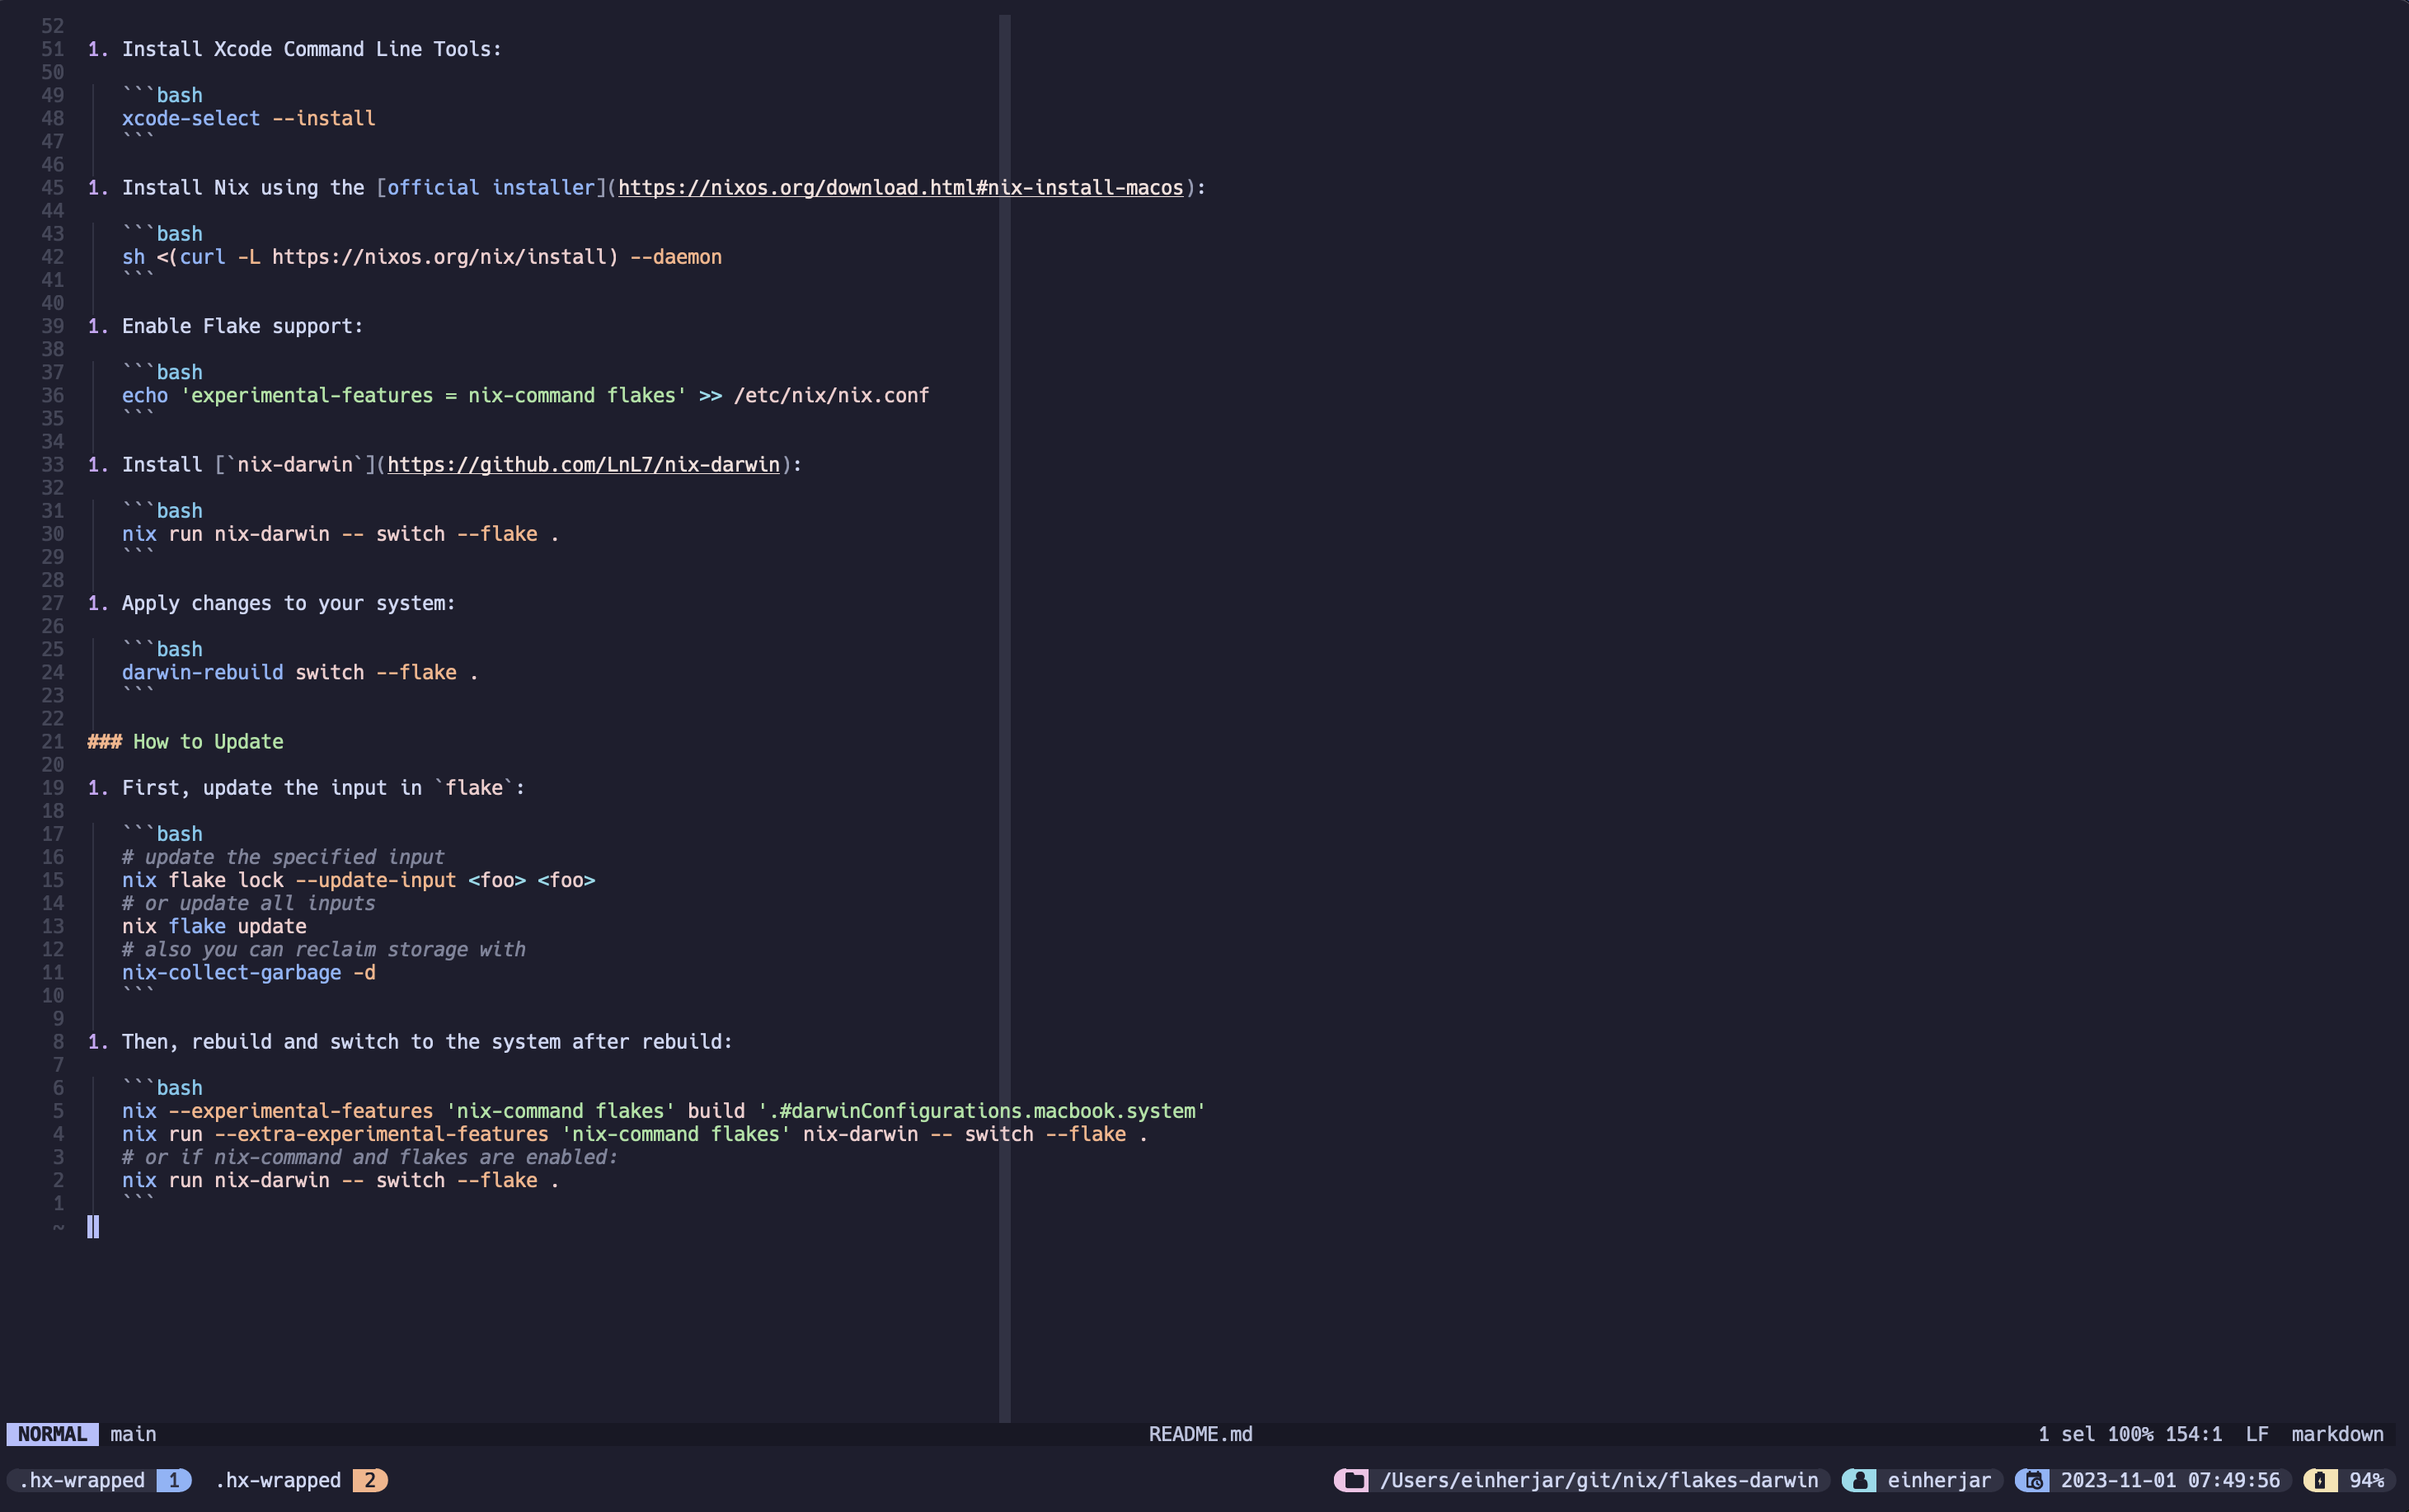 52
51 1. Install Xcode Command Line Tools:
50
49 ```bash
48 xcode-select --install
47 ```
46
45 1. Install Nix using the [official installer](https://nixos.org/download.html#nix-install-macos):
44
43 ```bash
42 sh <(curl -L https://nixos.org/nix/install) --daemon
41 ```
40
39 1. Enable Flake support:
38
37 ```bash
36 echo 'experimental-features = nix-command flakes' >> /etc/nix/nix.conf
35 ```
34
33 1. Install [`nix-darwin`](https://github.com/LnL7/nix-darwin):
32
31 ```bash
30 nix run nix-darwin -- switch --flake .
29 ```
28
27 1. Apply changes to your system:
26
25 ```bash
24 darwin-rebuild switch --flake .
23 ```
22
21 ### How to Update
20
19 1. First, update the input in `flake`:
18
17 ```bash
16 # update the specified input
15 nix flake lock --update-input <foo> <foo>
14 # or update all inputs
13 nix flake update
12 # also you can reclaim storage with
11 nix-collect-garbage -d
10 ```
9
8 1. Then, rebuild and switch to the system after rebuild:
7
6 ```bash
5 nix --experimental-features 'nix-command flakes' build '.#darwinConfigurations.macbook.system'
4 nix run --extra-experimental-features 'nix-command flakes' nix-darwin -- switch --flake .
3 # or if nix-command and flakes are enabled:
2 nix run nix-darwin -- switch --flake .
1 ```
~
NORMAL main README.md 1 sel 100% 154:1 LF markdown
.hx-wrapped 1 .hx-wrapped 2 /Users/einherjar/git/nix/flakes-darwin einherjar 2023-11-01 07:49:56 94%